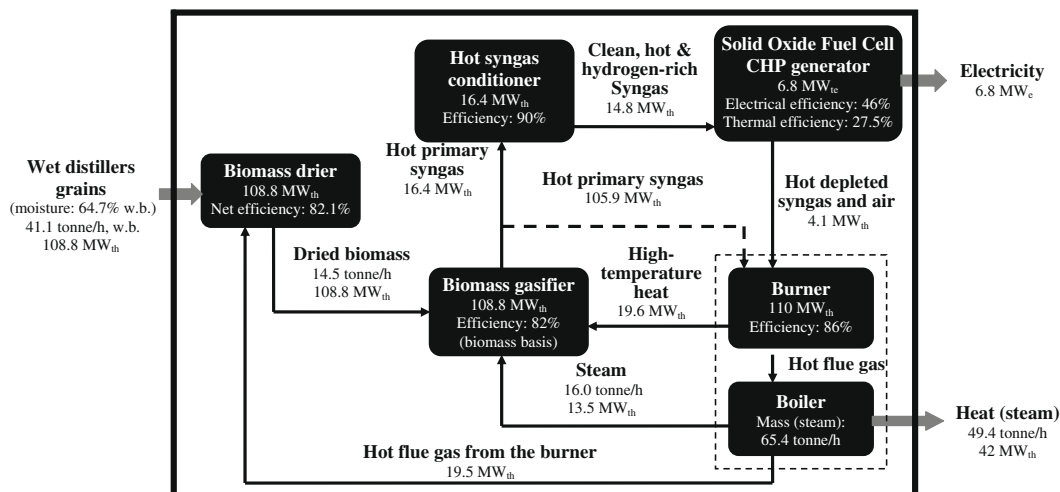 Wet distillers
grains
(moisture: 64.7% w.b.)
41.1 tonne/h, w.b.
108.8 MWth
Biomass drier
108.8 MWth
Net efficiency: 82.1%
Dried biomass
14.5 tonne/h
108.8 MWth
Hot syngas
conditioner
16.4 MWth
Efficiency: 90%
Hot primary
syngas
16.4 MWth
Clean, hot &
hydrogen-rich
Syngas
14.8 MWth
Solid Oxide Fuel Cell
CHP generator
6.8 MWte
Electrical efficiency: 46%
Thermal efficiency: 27.5%
Electricity
6.8 MWe
Hot primary syngas
105.9 MWth
Hot depleted
syngas and air
4.1 MWth
Biomass gasifier
108.8 MWth
Efficiency: 82%
(biomass basis)
High-
temperature
heat
19.6 MWth
Burner
110 MWth
Efficiency: 86%
Hot flue gas
Steam
16.0 tonne/h
13.5 MWth
Boiler
Mass (steam):
65.4 tonne/h
Heat (steam)
49.4 tonne/h
42 MWth
Hot flue gas from the burner
19.5 MWth